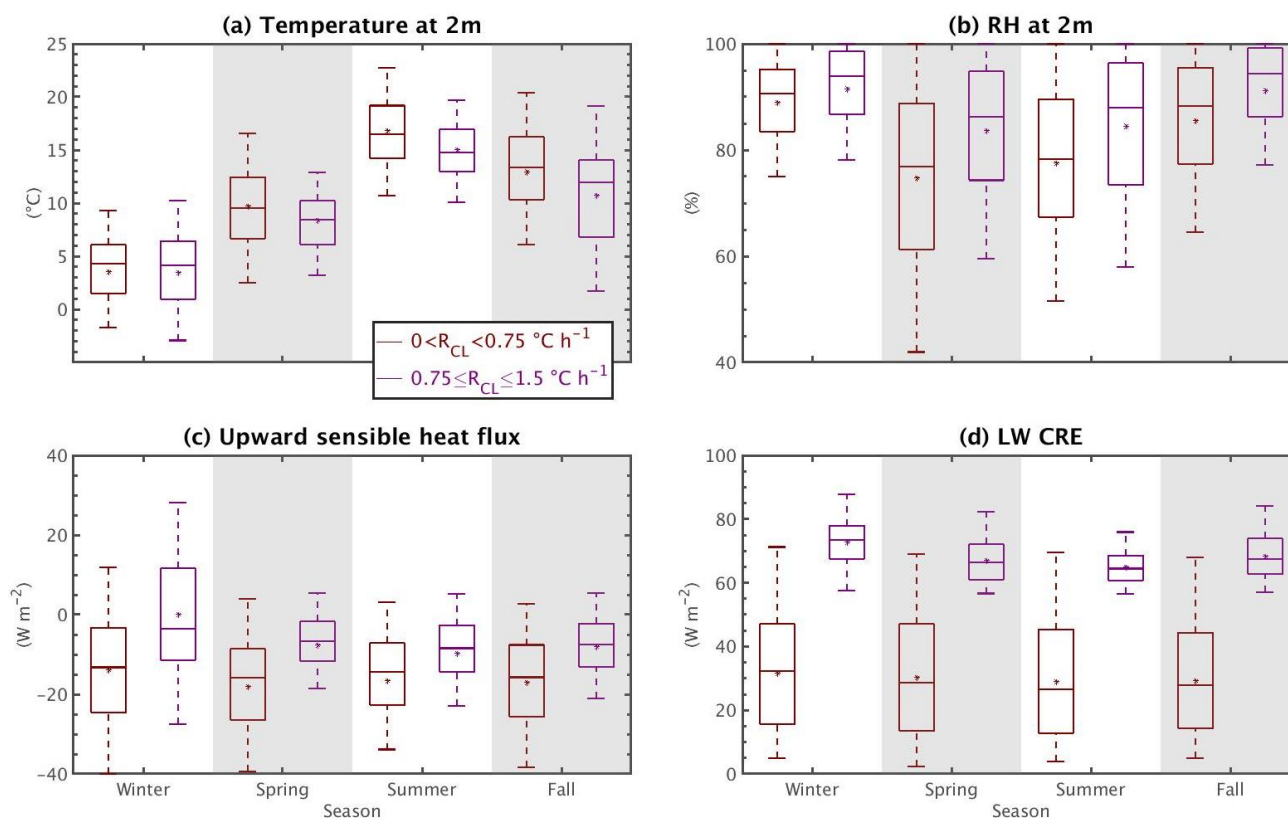 (a) Temperature at 2m
(b) RH at 2m
25
20
15
10
5
0
(°C)
100
80
60
40
(%)
0<R_CL<0.75 °C h⁻¹
0.75≤R_CL≤1.5 °C h⁻¹
(c) Upward sensible heat flux
(d) LW CRE
40
20
0
−20
−40
(W m⁻²)
100
80
60
40
20
0
(W m⁻²)
Winter Spring Summer Fall
Season
Winter Spring Summer Fall
Season